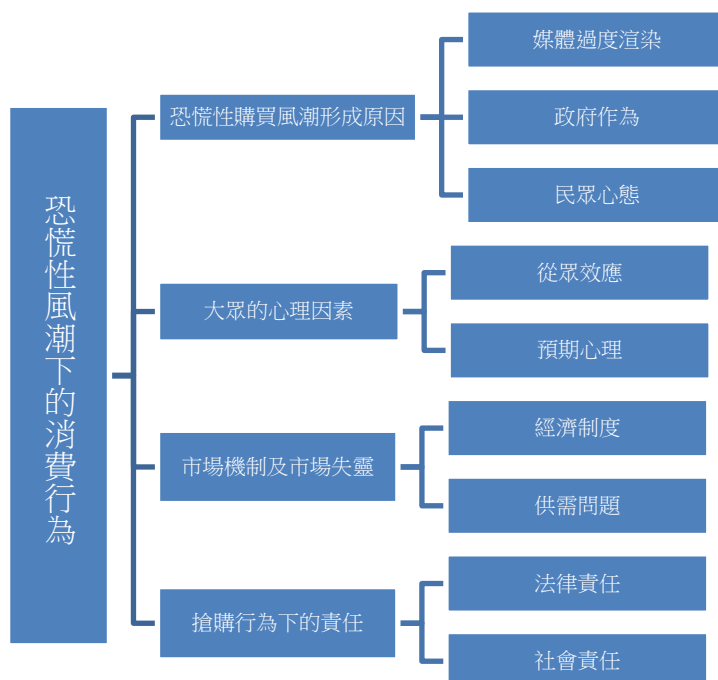 恐慌性風潮下的消費行為
恐慌性購買風潮形成原因
媒體過度渲染
政府作為
民眾心態
大眾的心理因素
從眾效應
預期心理
市場機制及市場失靈
經濟制度
供需問題
搶購行為下的責任
法律責任
社會責任